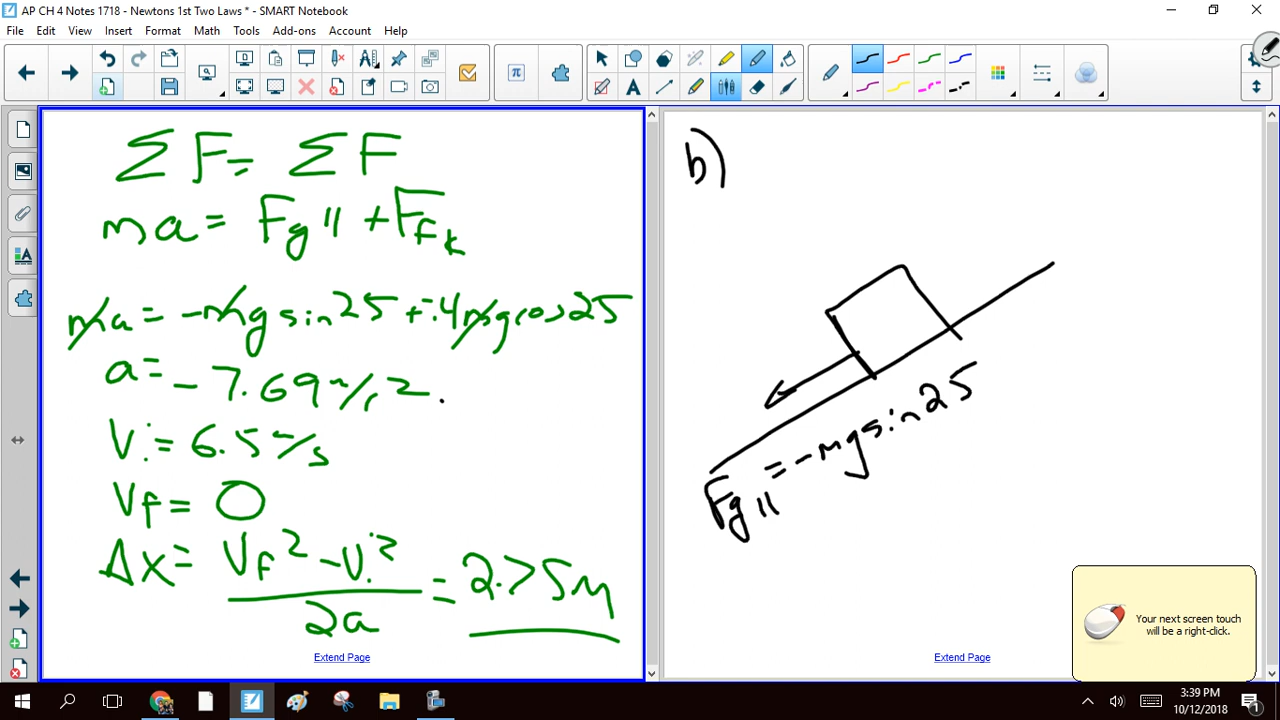 AP CH 4 Notes 1718 - Newtons 1st Two Laws * - SMART Notebook
File Edit View Insert Format Math Tools Add-ons Account Help
ΣF = ΣF
ma = Fg|| + Ffk
ma = -mg sin25 + -.4mg cos25
a = -7.69 m/s2
Vi = 6.5 m/s
Vf = 0
Δx = Vf² - Vi² / 2a = 2.75m
Extend Page
b)
Fg|| = -mg sin25
Extend Page
Your next screen touch
will be a right-click.
3:39 PM
10/12/2018
1